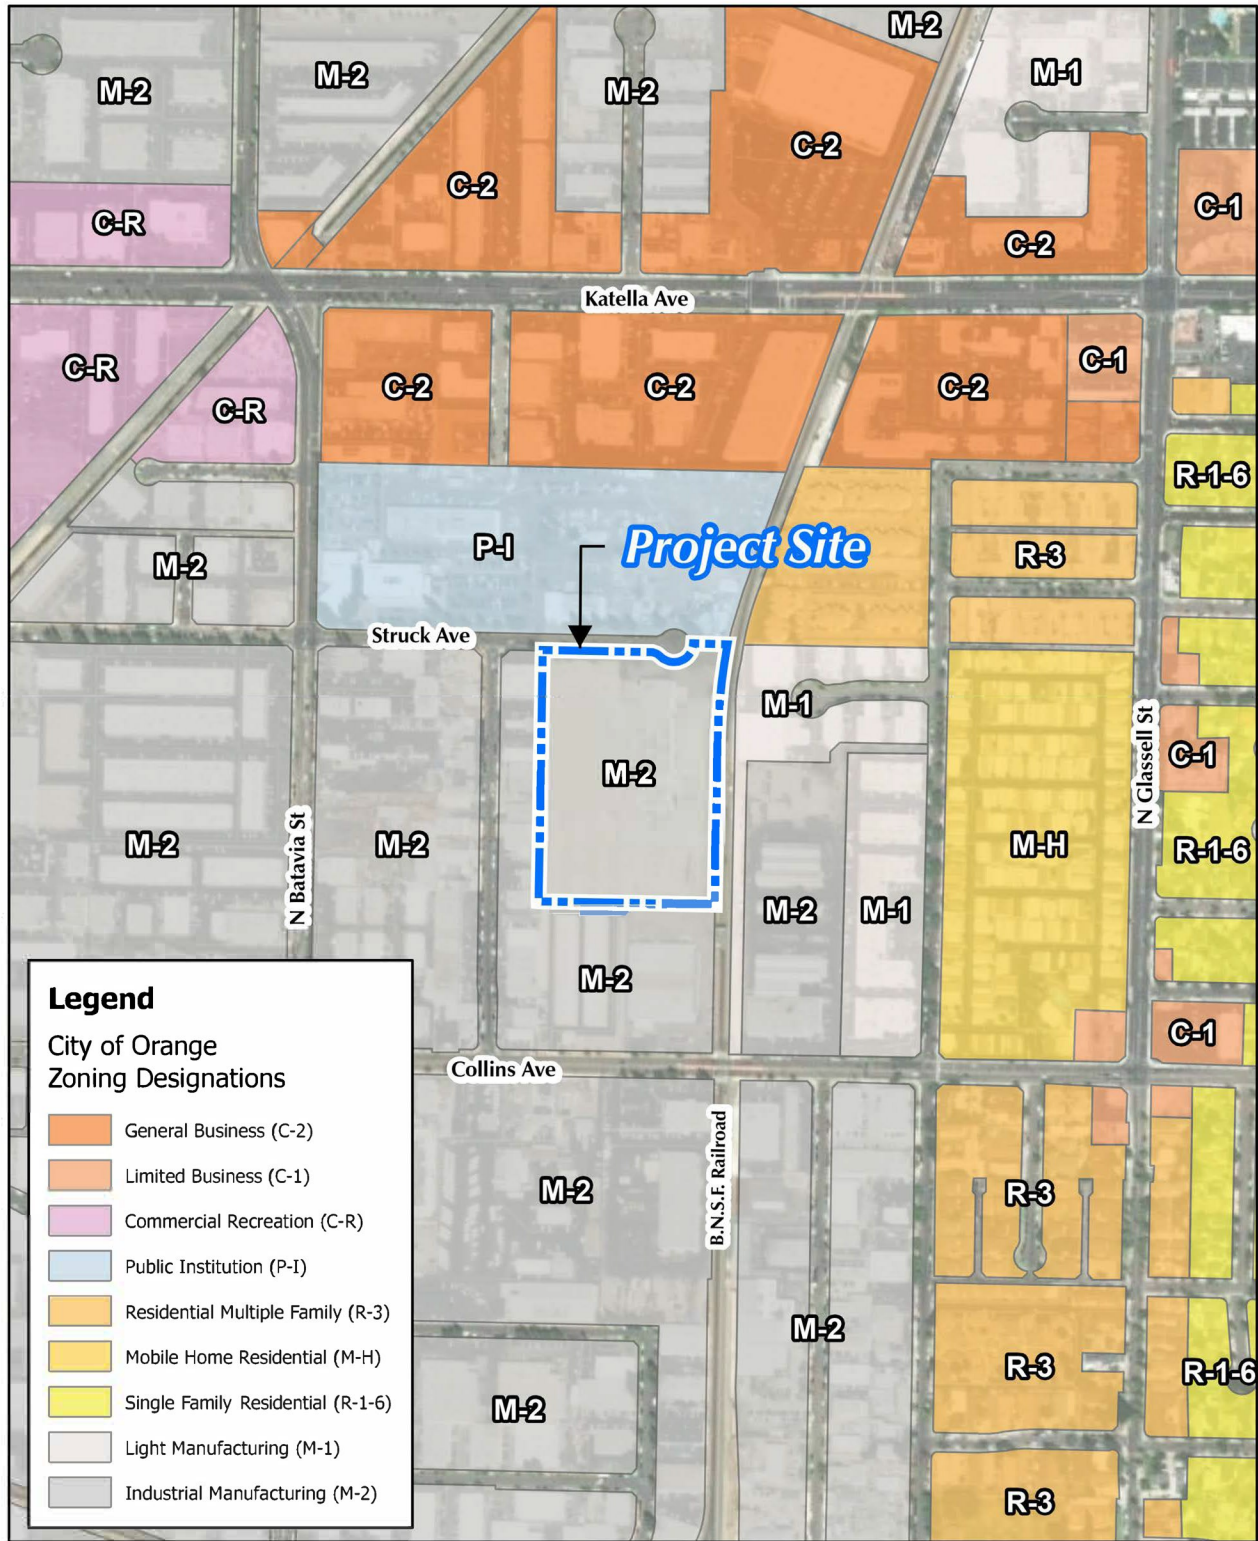 M-2
M-2
M-2
M-2
M-1
C-2
C-2
C-R
C-1
C-2
Katella Ave
C-R
C-R
C-2
C-2
C-2
C-1
R-1-6
P-I
Project Site
R-3
M-2
Struck Ave
M-1
N Glassell St
C-1
M-2
M-2
N Batavia St
M-2
M-H
R-1-6
M-2
M-1
M-2
C-1
Collins Ave
B.N.S.F. Railroad
M-2
R-3
M-2
R-3
R-1-6
M-2
R-3
Legend
City of Orange
Zoning Designations
General Business (C-2)
Limited Business (C-1)
Commercial Recreation (C-R)
Public Institution (P-I)
Residential Multiple Family (R-3)
Mobile Home Residential (M-H)
Single Family Residential (R-1-6)
Light Manufacturing (M-1)
Industrial Manufacturing (M-2)